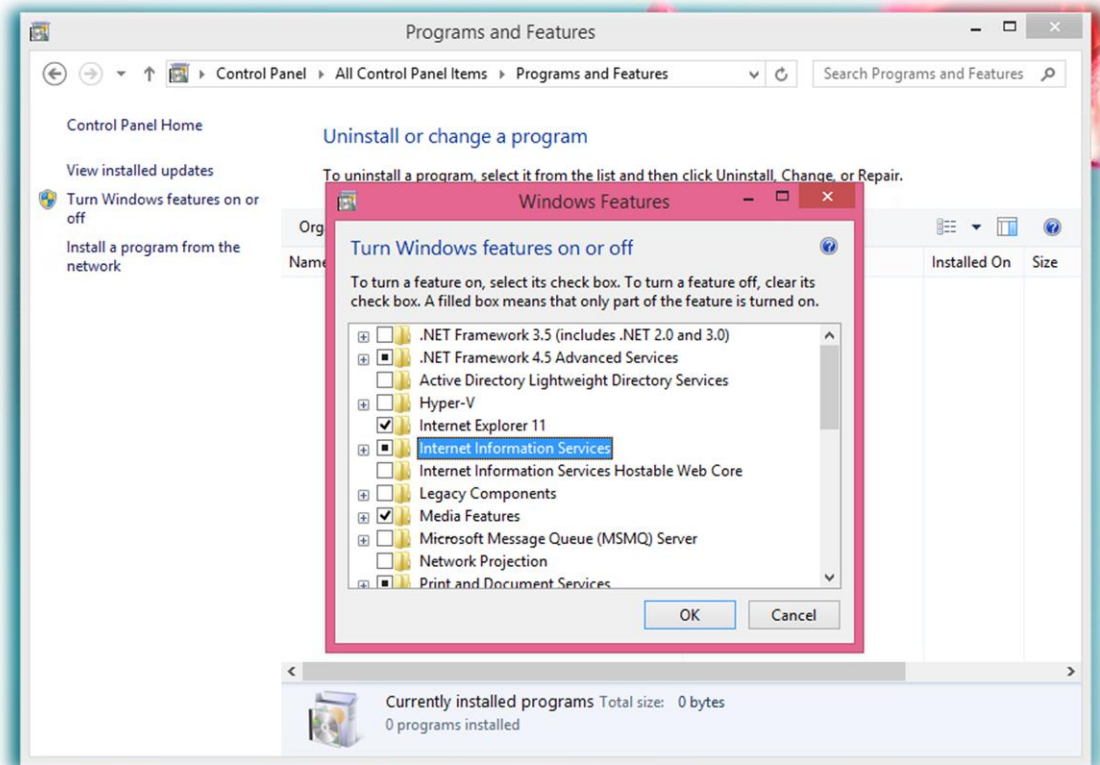 Programs and Features
Control Panel All Control Panel Items Programs and Features
Search Programs and Features
Control Panel Home
View installed updates
Turn Windows features on or
off
Install a program from the
network
Uninstall or change a program
To uninstall a program, select it from the list and then click Uninstall, Change, or Repair.
Org
Name
Installed On
Size
Windows Features
Turn Windows features on or off
To turn a feature on, select its check box. To turn a feature off, clear its
check box. A filled box means that only part of the feature is turned on.
.NET Framework 3.5 (includes .NET 2.0 and 3.0)
.NET Framework 4.5 Advanced Services
Active Directory Lightweight Directory Services
Hyper-V
Internet Explorer 11
Internet Information Services
Internet Information Services Hostable Web Core
Legacy Components
Media Features
Microsoft Message Queue (MSMQ) Server
Network Projection
Print and Document Services
OK
Cancel
Currently installed programs Total size: 0 bytes
0 programs installed